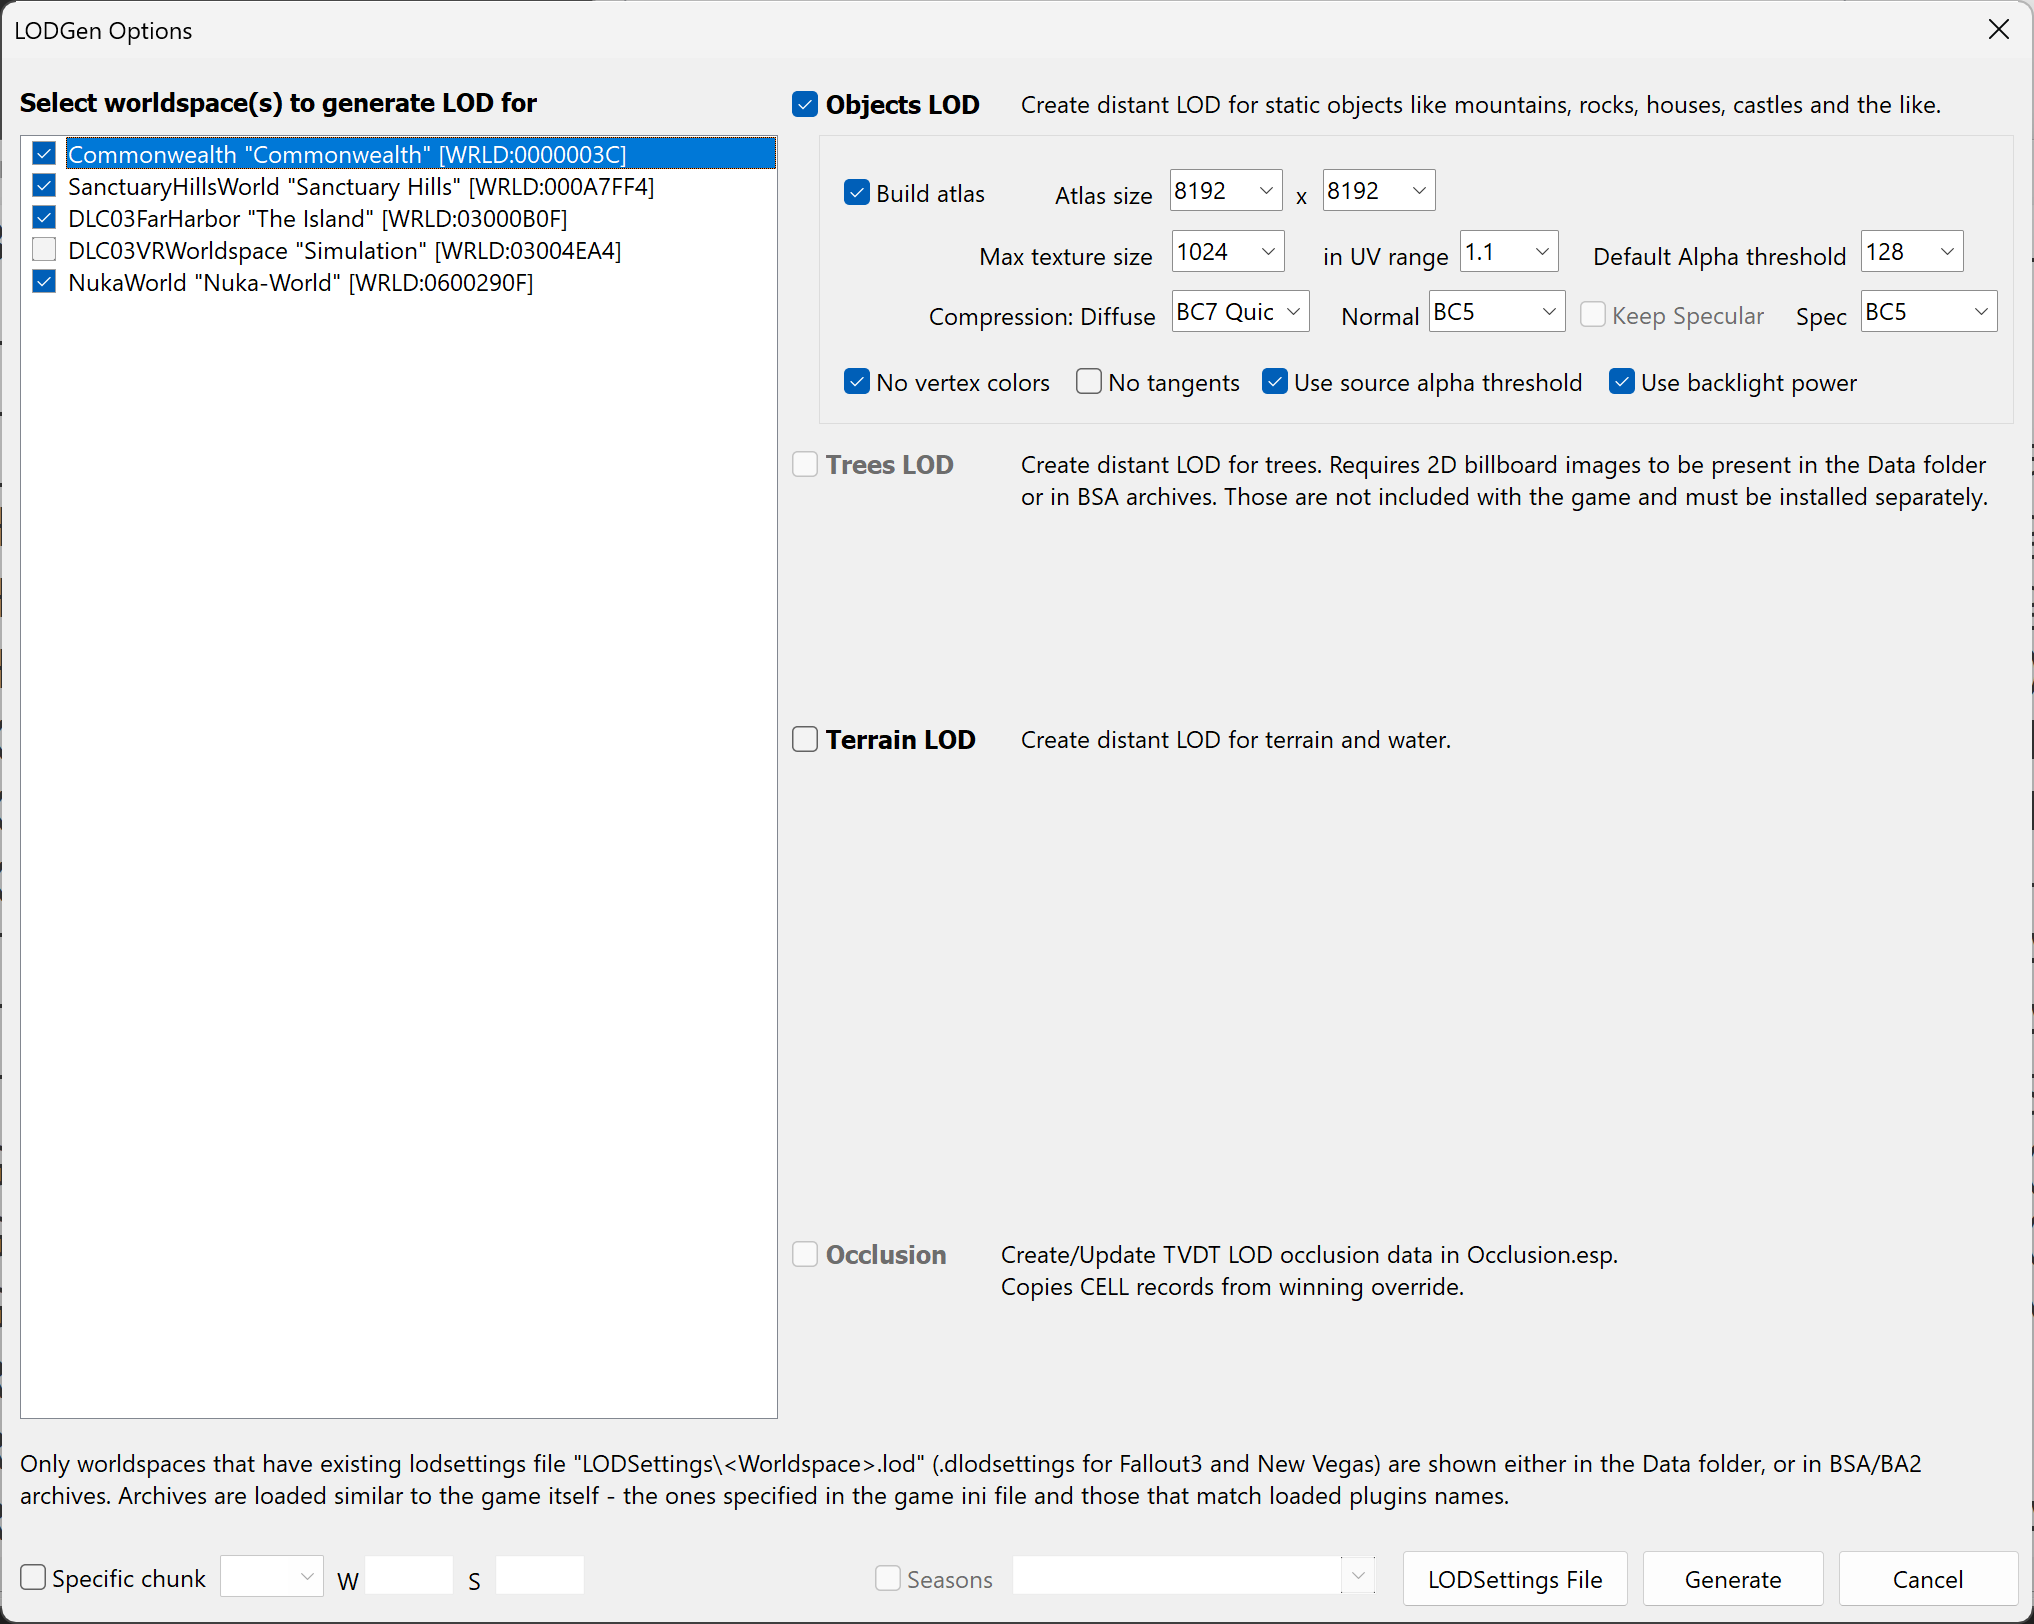 LODGen Options
Select worldspace(s) to generate LOD for
Commonwealth "Commonwealth" [WRLD:0000003C]
SanctuaryHillsWorld "Sanctuary Hills" [WRLD:000A7FF4]
DLC03FarHarbor "The Island" [WRLD:03000B0F]
DLC03VRWorldspace "Simulation" [WRLD:03004EA4]
NukaWorld "Nuka-World" [WRLD:0600290F]
Objects LOD Create distant LOD for static objects like mountains, rocks, houses, castles and the like.
Build atlas Atlas size 8192 x 8192
Max texture size 1024 in UV range 1.1 Default Alpha threshold 128
Compression: Diffuse BC7 Quic Normal BC5 Keep Specular Spec BC5
No vertex colors No tangents Use source alpha threshold Use backlight power
Trees LOD Create distant LOD for trees. Requires 2D billboard images to be present in the Data folder
or in BSA archives. Those are not included with the game and must be installed separately.
Terrain LOD Create distant LOD for terrain and water.
Occlusion Create/Update TVDT LOD occlusion data in Occlusion.esp.
Copies CELL records from winning override.
Only worldspaces that have existing lodsettings file "LODSettings\<Worldspace>.lod" (.dlodsettings for Fallout3 and New Vegas) are shown either in the Data folder, or in BSA/BA2
archives. Archives are loaded similar to the game itself - the ones specified in the game ini file and those that match loaded plugins names.
Specific chunk W S Seasons LODSettings File Generate Cancel